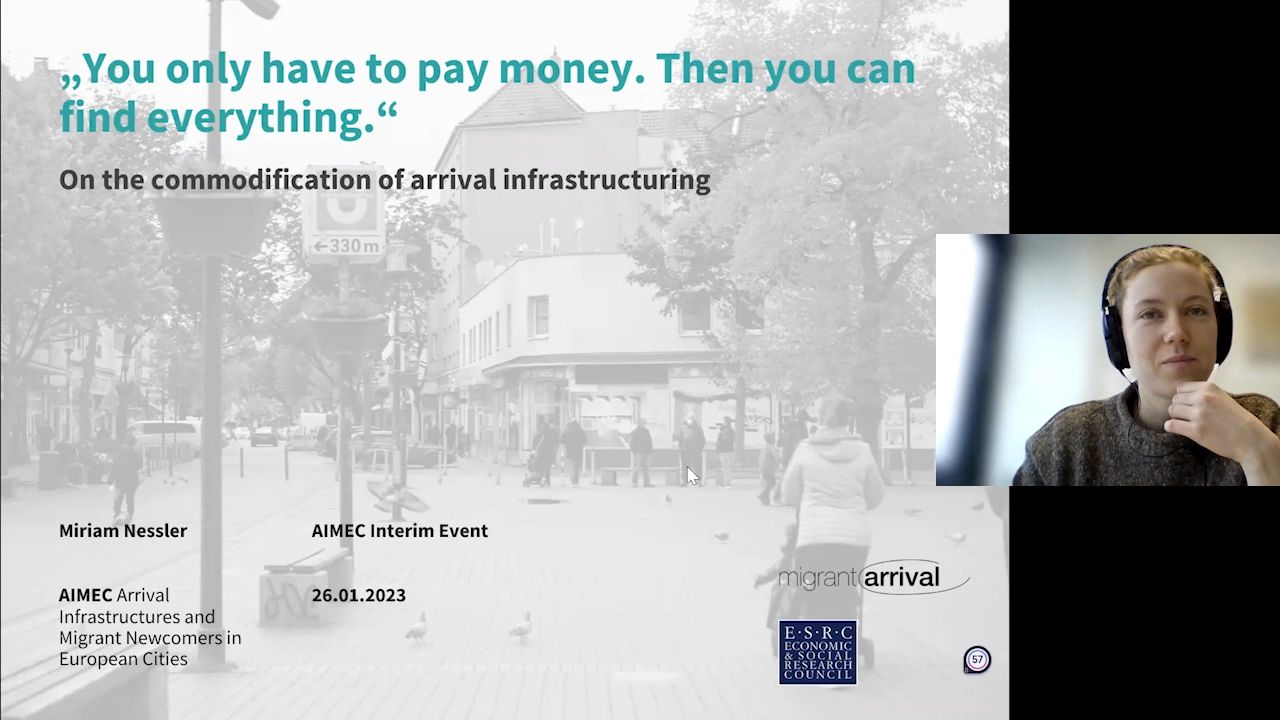 „You only have to pay money. Then you can
find everything.“
On the commodification of arrival infrastructuring
←330 m
Miriam Nessler
AIMEC Interim Event
AIMEC Arrival
Infrastructures and
Migrant Newcomers in
European Cities
26.01.2023
migrantarrival
E·S·R·C
ECONOMIC
& SOCIAL
RESEARCH
COUNCIL
57